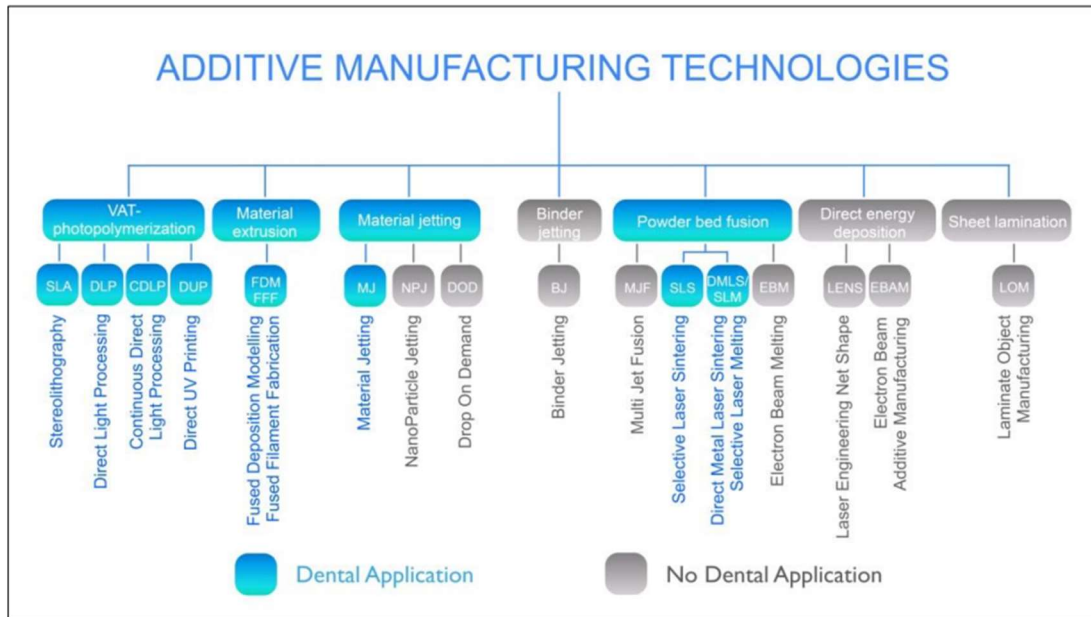 ADDITIVE MANUFACTURING TECHNOLOGIES
VAT-
photopolymerization
Material
extrusion
Material jetting
Binder
jetting
Powder bed fusion
Direct energy
deposition
Sheet lamination
SLA
DLP
CDLP
DUP
FDM
FFF
MJ
NPJ
DOD
BJ
MJF
SLS
DMLS/
SLM
EBM
LENS
EBAM
LOM
Stereolithography
Direct Light Processing
Continuous Direct
Light Processing
Direct UV Printing
Fused Deposition Modelling
Fused Filament Fabrication
Material Jetting
NanoParticle Jetting
Drop On Demand
Binder Jetting
Multi Jet Fusion
Selective Laser Sintering
Direct Metal Laser Sintering
Selective Laser Melting
Electron Beam Melting
Laser Engineering Net Shape
Electron Beam
Additive Manufacturing
Laminate Object
Manufacturing
Dental Application
No Dental Application